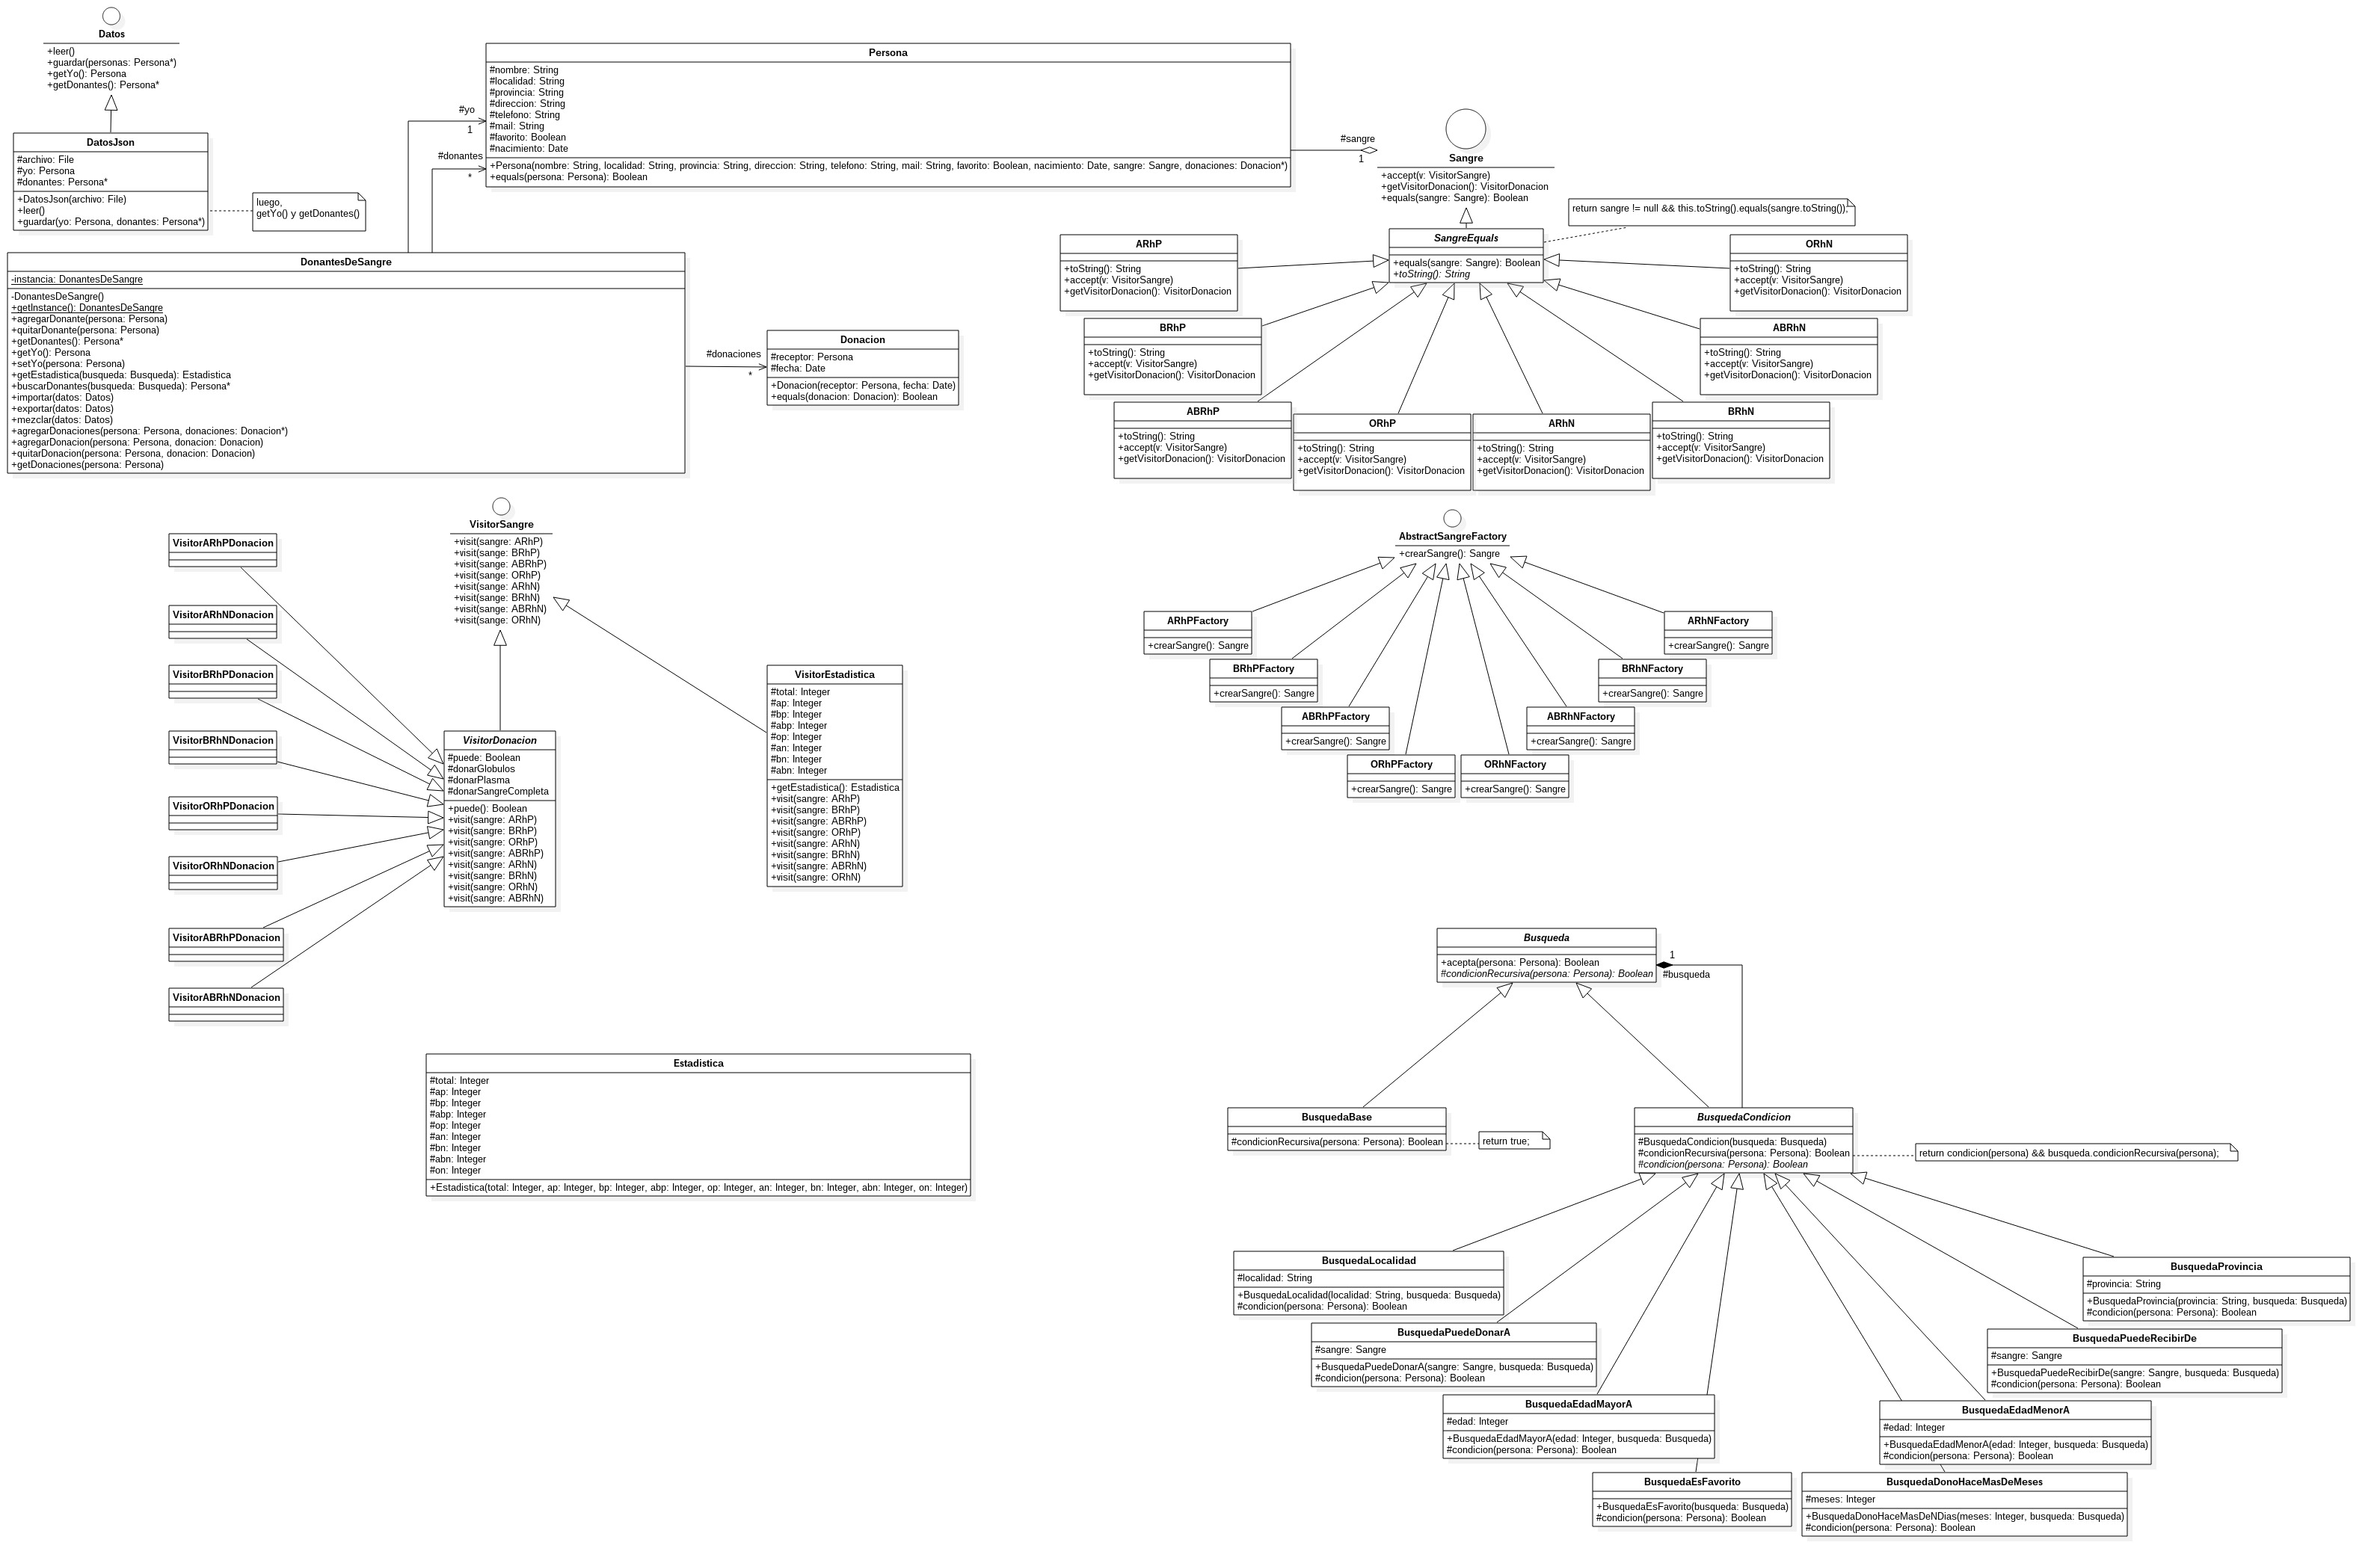 Datos
+leer()
+guardar(personas: Persona*)
+getYo(): Persona
+getDonantes(): Persona*
DatosJson
#archivo: File
#yo: Persona
#donantes: Persona*
+DatosJson(archivo: File)
+leer()
+guardar(yo: Persona, donantes: Persona*)
luego,
getYo() y getDonantes()
#yo
1
#donantes
*
Persona
#nombre: String
#localidad: String
#provincia: String
#direccion: String
#telefono: String
#mail: String
#favorito: Boolean
#nacimiento: Date
+Persona(nombre: String, localidad: String, provincia: String, direccion: String, telefono: String, mail: String, favorito: Boolean, nacimiento: Date, sangre: Sangre, donaciones: Donacion*)
+equals(persona: Persona): Boolean
#sangre
1
Sangre
+accept(v: VisitorSangre)
+getVisitorDonacion(): VisitorDonacion
+equals(sangre: Sangre): Boolean
return sangre != null && this.toString().equals(sangre.toString());
SangreEquals
+equals(sangre: Sangre): Boolean
+toString(): String
ARhP
+toString(): String
+accept(v: VisitorSangre)
+getVisitorDonacion(): VisitorDonacion
ORhN
+toString(): String
+accept(v: VisitorSangre)
+getVisitorDonacion(): VisitorDonacion
BRhP
+toString(): String
+accept(v: VisitorSangre)
+getVisitorDonacion(): VisitorDonacion
ABRhN
+toString(): String
+accept(v: VisitorSangre)
+getVisitorDonacion(): VisitorDonacion
ABRhP
+toString(): String
+accept(v: VisitorSangre)
+getVisitorDonacion(): VisitorDonacion
ORhP
+toString(): String
+accept(v: VisitorSangre)
+getVisitorDonacion(): VisitorDonacion
ARhN
+toString(): String
+accept(v: VisitorSangre)
+getVisitorDonacion(): VisitorDonacion
BRhN
+toString(): String
+accept(v: VisitorSangre)
+getVisitorDonacion(): VisitorDonacion
DonantesDeSangre
-instancia: DonantesDeSangre
-DonantesDeSangre()
+getInstance(): DonantesDeSangre
+agregarDonante(persona: Persona)
+quitarDonante(persona: Persona)
+getDonantes(): Persona*
+getYo(): Persona
+setYo(persona: Persona)
+getEstadistica(busqueda: Busqueda): Estadistica
+buscarDonantes(busqueda: Busqueda): Persona*
+importar(datos: Datos)
+exportar(datos: Datos)
+mezclar(datos: Datos)
+agregarDonaciones(persona: Persona, donaciones: Donacion*)
+agregarDonacion(persona: Persona, donacion: Donacion)
+quitarDonacion(persona: Persona, donacion: Donacion)
+getDonaciones(persona: Persona)
#donaciones
*
Donacion
#receptor: Persona
#fecha: Date
+Donacion(receptor: Persona, fecha: Date)
+equals(donacion: Donacion): Boolean
VisitorSangre
+visit(sangre: ARhP)
+visit(sange: BRhP)
+visit(sange: ABRhP)
+visit(sange: ORhP)
+visit(sange: ARhN)
+visit(sange: BRhN)
+visit(sange: ABRhN)
+visit(sange: ORhN)
VisitorARhPDonacion
VisitorARhNDonacion
VisitorBRhPDonacion
VisitorBRhNDonacion
VisitorORhPDonacion
VisitorORhNDonacion
VisitorABRhPDonacion
VisitorABRhNDonacion
VisitorDonacion
#puede: Boolean
#donarGlobulos
#donarPlasma
#donarSangreCompleta
+puede(): Boolean
+visit(sangre: ARhP)
+visit(sangre: BRhP)
+visit(sangre: ORhP)
+visit(sangre: ABRhP)
+visit(sangre: ARhN)
+visit(sangre: BRhN)
+visit(sangre: ORhN)
+visit(sangre: ABRhN)
VisitorEstadistica
#total: Integer
#ap: Integer
#bp: Integer
#abp: Integer
#op: Integer
#an: Integer
#bn: Integer
#abn: Integer
+getEstadistica(): Estadistica
+visit(sangre: ARhP)
+visit(sangre: BRhP)
+visit(sangre: ABRhP)
+visit(sangre: ORhP)
+visit(sangre: ARhN)
+visit(sangre: BRhN)
+visit(sangre: ABRhN)
+visit(sangre: ORhN)
AbstractSangreFactory
+crearSangre(): Sangre
ARhPFactory
+crearSangre(): Sangre
ARhNFactory
+crearSangre(): Sangre
BRhPFactory
+crearSangre(): Sangre
BRhNFactory
+crearSangre(): Sangre
ABRhPFactory
+crearSangre(): Sangre
ABRhNFactory
+crearSangre(): Sangre
ORhPFactory
+crearSangre(): Sangre
ORhNFactory
+crearSangre(): Sangre
Estadistica
#total: Integer
#ap: Integer
#bp: Integer
#abp: Integer
#op: Integer
#an: Integer
#bn: Integer
#abn: Integer
#on: Integer
+Estadistica(total: Integer, ap: Integer, bp: Integer, abp: Integer, op: Integer, an: Integer, bn: Integer, abn: Integer, on: Integer)
Busqueda
+acepta(persona: Persona): Boolean
#condicionRecursiva(persona: Persona): Boolean
1
#busqueda
BusquedaBase
#condicionRecursiva(persona: Persona): Boolean
return true;
BusquedaCondicion
#BusquedaCondicion(busqueda: Busqueda)
#condicionRecursiva(persona: Persona): Boolean
#condicion(persona: Persona): Boolean
return condicion(persona) && busqueda.condicionRecursiva(persona);
BusquedaLocalidad
#localidad: String
+BusquedaLocalidad(localidad: String, busqueda: Busqueda)
#condicion(persona: Persona): Boolean
BusquedaProvincia
#provincia: String
+BusquedaProvincia(provincia: String, busqueda: Busqueda)
#condicion(persona: Persona): Boolean
BusquedaPuedeDonarA
#sangre: Sangre
+BusquedaPuedeDonarA(sangre: Sangre, busqueda: Busqueda)
#condicion(persona: Persona): Boolean
BusquedaPuedeRecibirDe
#sangre: Sangre
+BusquedaPuedeRecibirDe(sangre: Sangre, busqueda: Busqueda)
#condicion(persona: Persona): Boolean
BusquedaEdadMayorA
#edad: Integer
+BusquedaEdadMayorA(edad: Integer, busqueda: Busqueda)
#condicion(persona: Persona): Boolean
BusquedaEdadMenorA
#edad: Integer
+BusquedaEdadMenorA(edad: Integer, busqueda: Busqueda)
#condicion(persona: Persona): Boolean
BusquedaEsFavorito
+BusquedaEsFavorito(busqueda: Busqueda)
#condicion(persona: Persona): Boolean
BusquedaDonoHaceMasDeMeses
#meses: Integer
+BusquedaDonoHaceMasDeNDias(meses: Integer, busqueda: Busqueda)
#condicion(persona: Persona): Boolean